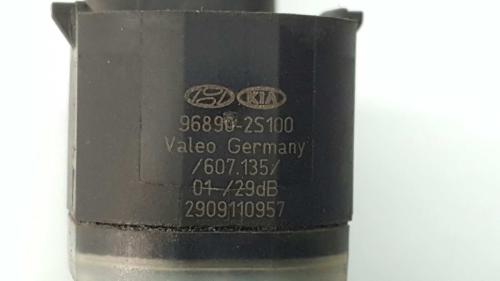 KIA
96890-2S100
Valeo Germany
/607.135/
01-/29dB
2909110957